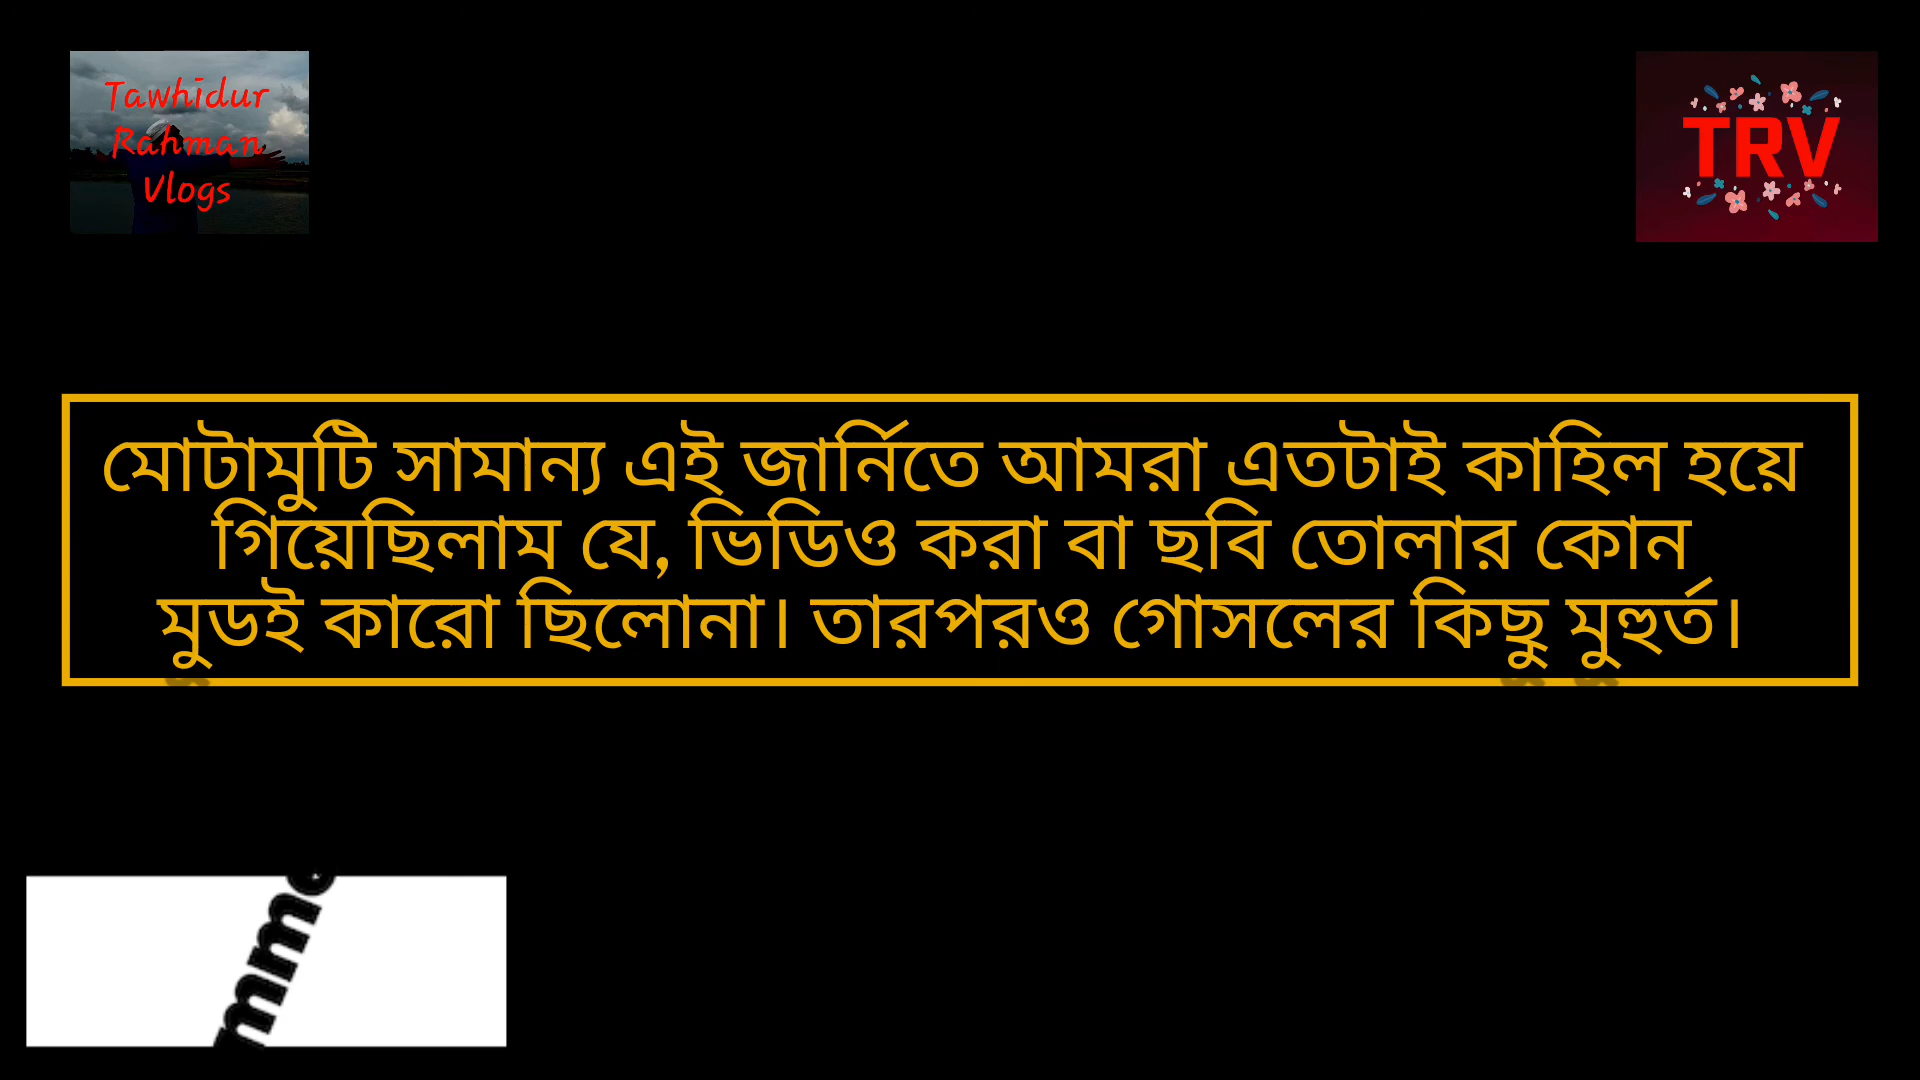 Tawhidur
Rahman
Vlogs
TRV
মোটামুটি সামান্য এই জার্নিতে আমরা এতটাই কাহিল হয়ে
গিয়েছিলাম যে, ভিডিও করা বা ছবি তোলার কোন
মুডই কারো ছিলোনা। তারপরও গোসলের কিছু মুহুর্ত।